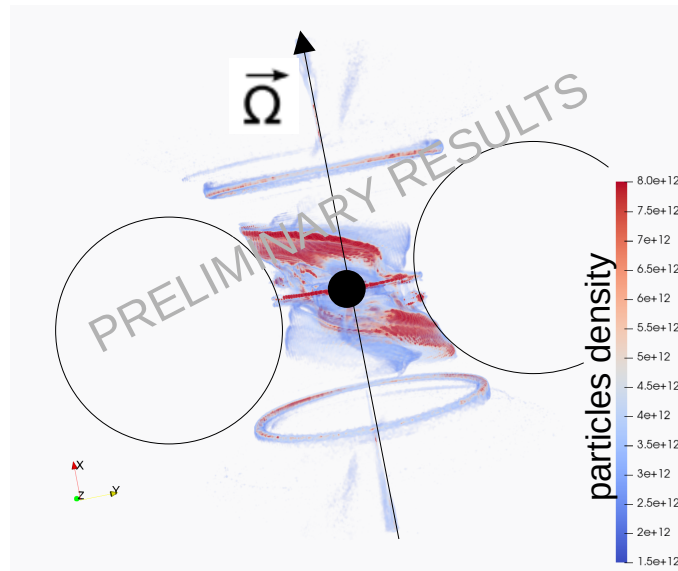 Ω
PRELIMINARY RESULTS
8.0e+12
7.5e+12
7e+12
6.5e+12
6e+12
5.5e+12
5e+12
4.5e+12
4e+12
3.5e+12
3e+12
2.5e+12
2e+12
1.5e+12
particles density
X
Z
Y